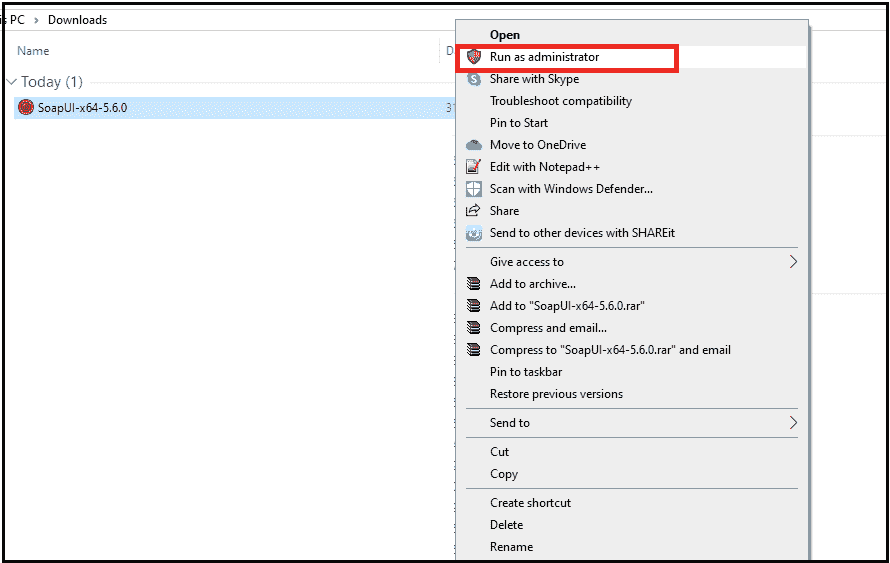 is PC > Downloads
Name
Today (1)
SoapUI-x64-5.6.0
31
Open
Run as administrator
Share with Skype
Troubleshoot compatibility
Pin to Start
Move to OneDrive
Edit with Notepad++
Scan with Windows Defender...
Share
Send to other devices with SHAREit
Give access to
Add to archive...
Add to "SoapUI-x64-5.6.0.rar"
Compress and email...
Compress to "SoapUI-x64-5.6.0.rar" and email
Pin to taskbar
Restore previous versions
Send to
Cut
Copy
Create shortcut
Delete
Rename